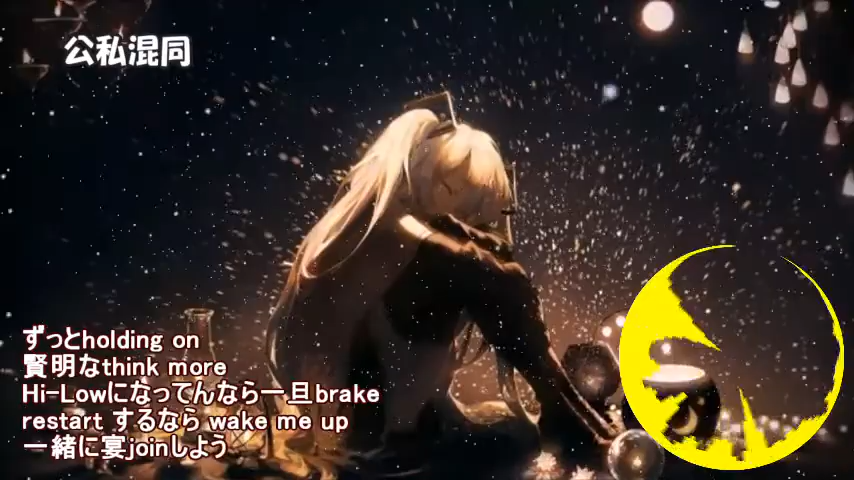 公私混同
ずっとholding on
賢明なthink more
Hi-Lowになってんなら一旦brake
restart するなら wake me up
一緒に宴joinしよう